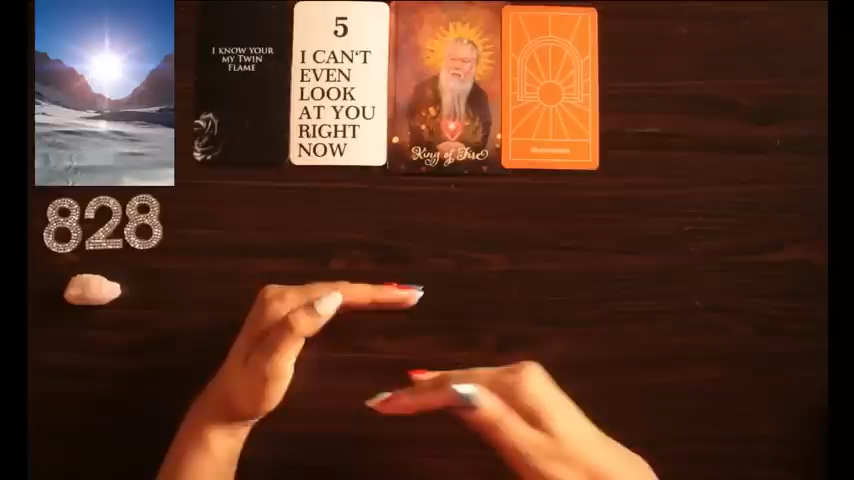 I KNOW YOUR
MY TWIN
FLAME
5
I CAN'T
EVEN
LOOK
AT YOU
RIGHT
NOW
King of Fire
828